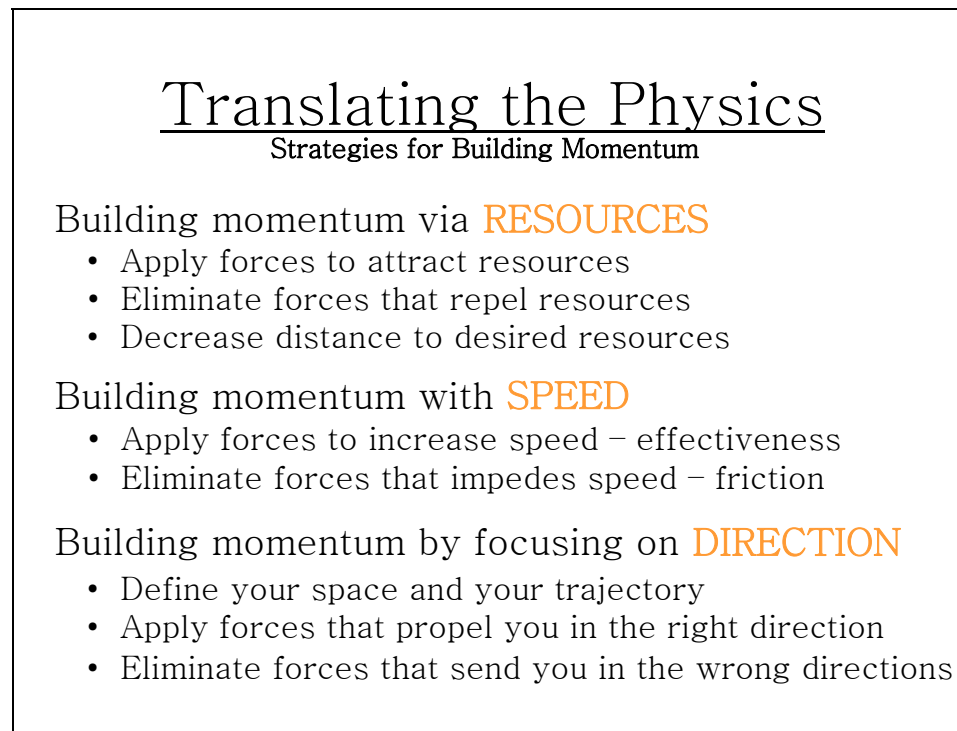 Translating the Physics
Strategies for Building Momentum
Building momentum via RESOURCES
• Apply forces to attract resources
• Eliminate forces that repel resources
• Decrease distance to desired resources
Building momentum with SPEED
• Apply forces to increase speed – effectiveness
• Eliminate forces that impedes speed – friction
Building momentum by focusing on DIRECTION
• Define your space and your trajectory
• Apply forces that propel you in the right direction
• Eliminate forces that send you in the wrong directions